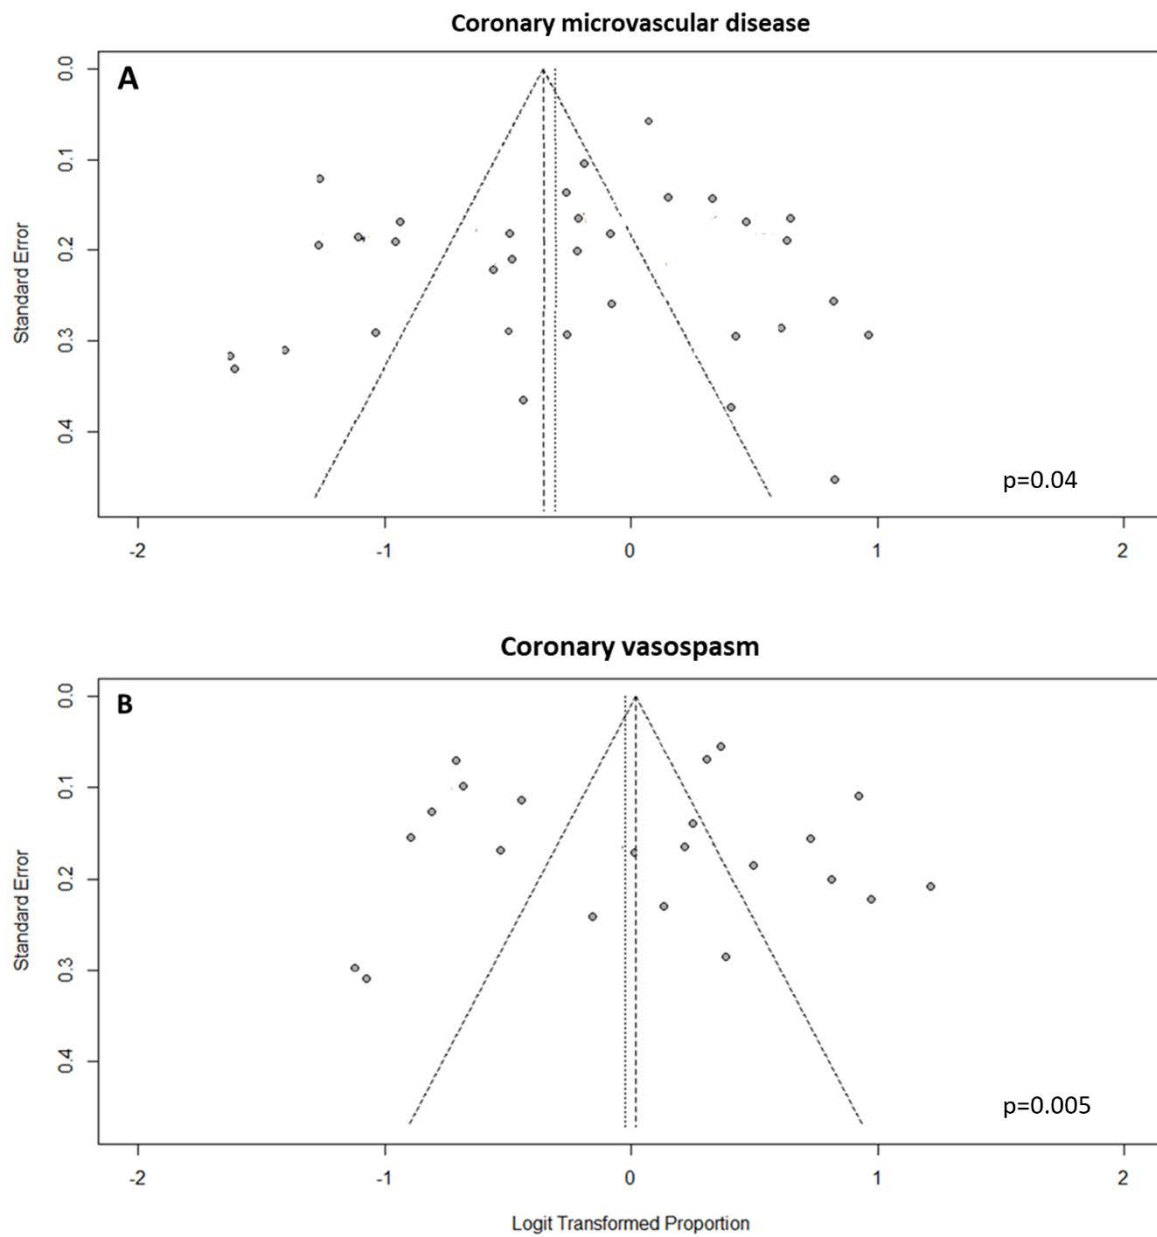 Coronary microvascular disease
A
0.0
0.1
0.2
0.3
0.4
Standard Error
p=0.04
-2 -1 0 1 2
Coronary vasospasm
B
0.0
0.1
0.2
0.3
0.4
Standard Error
p=0.005
-2 -1 0 1 2
Logit Transformed Proportion